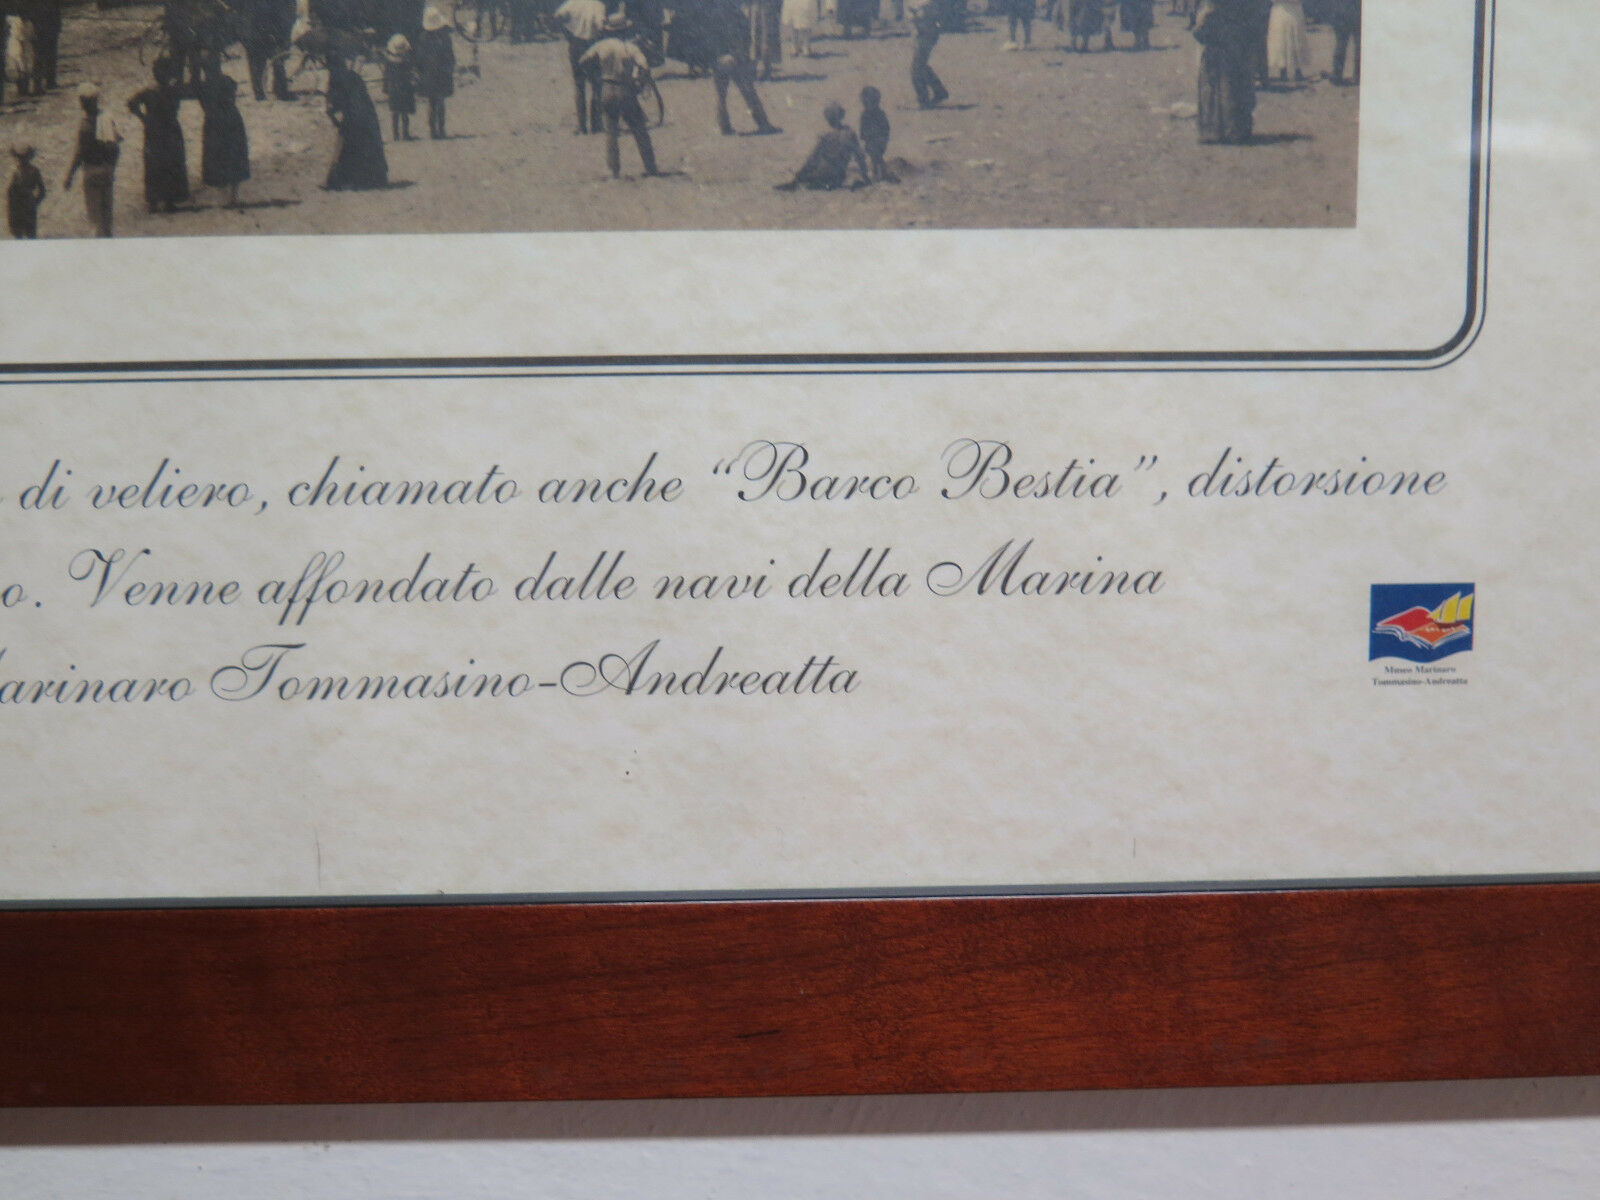 di veliero, chiamato anche "Barco Bestia", distorsione
o. Venne affondato dalle navi della Marina
arinaro Tommasino-Andreatta
Museo Marinaro
Tommasino-Andreatta